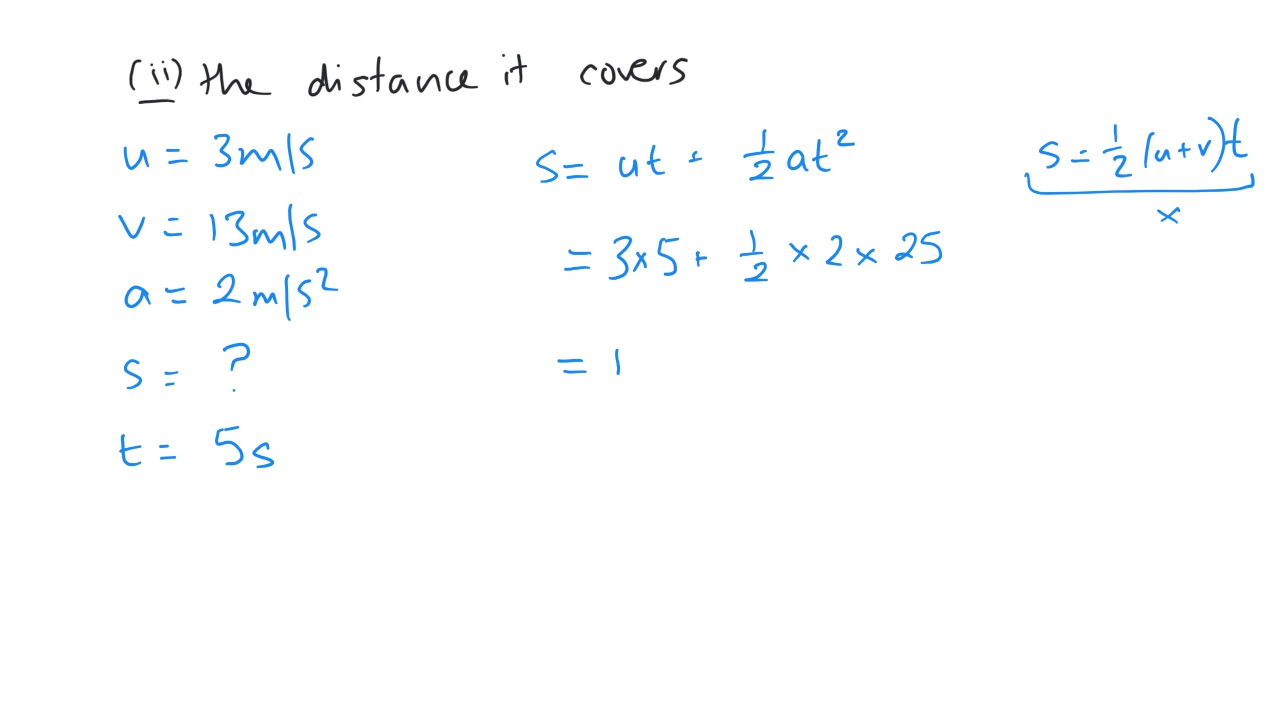 (ii) the distance it covers
u = 3m/s
v = 13m/s
a = 2m/s²
s = ?
t = 5s
s = ut + ½at²
= 3×5 + ½ × 2 × 25
= 1
s = ½(u+v)t
×